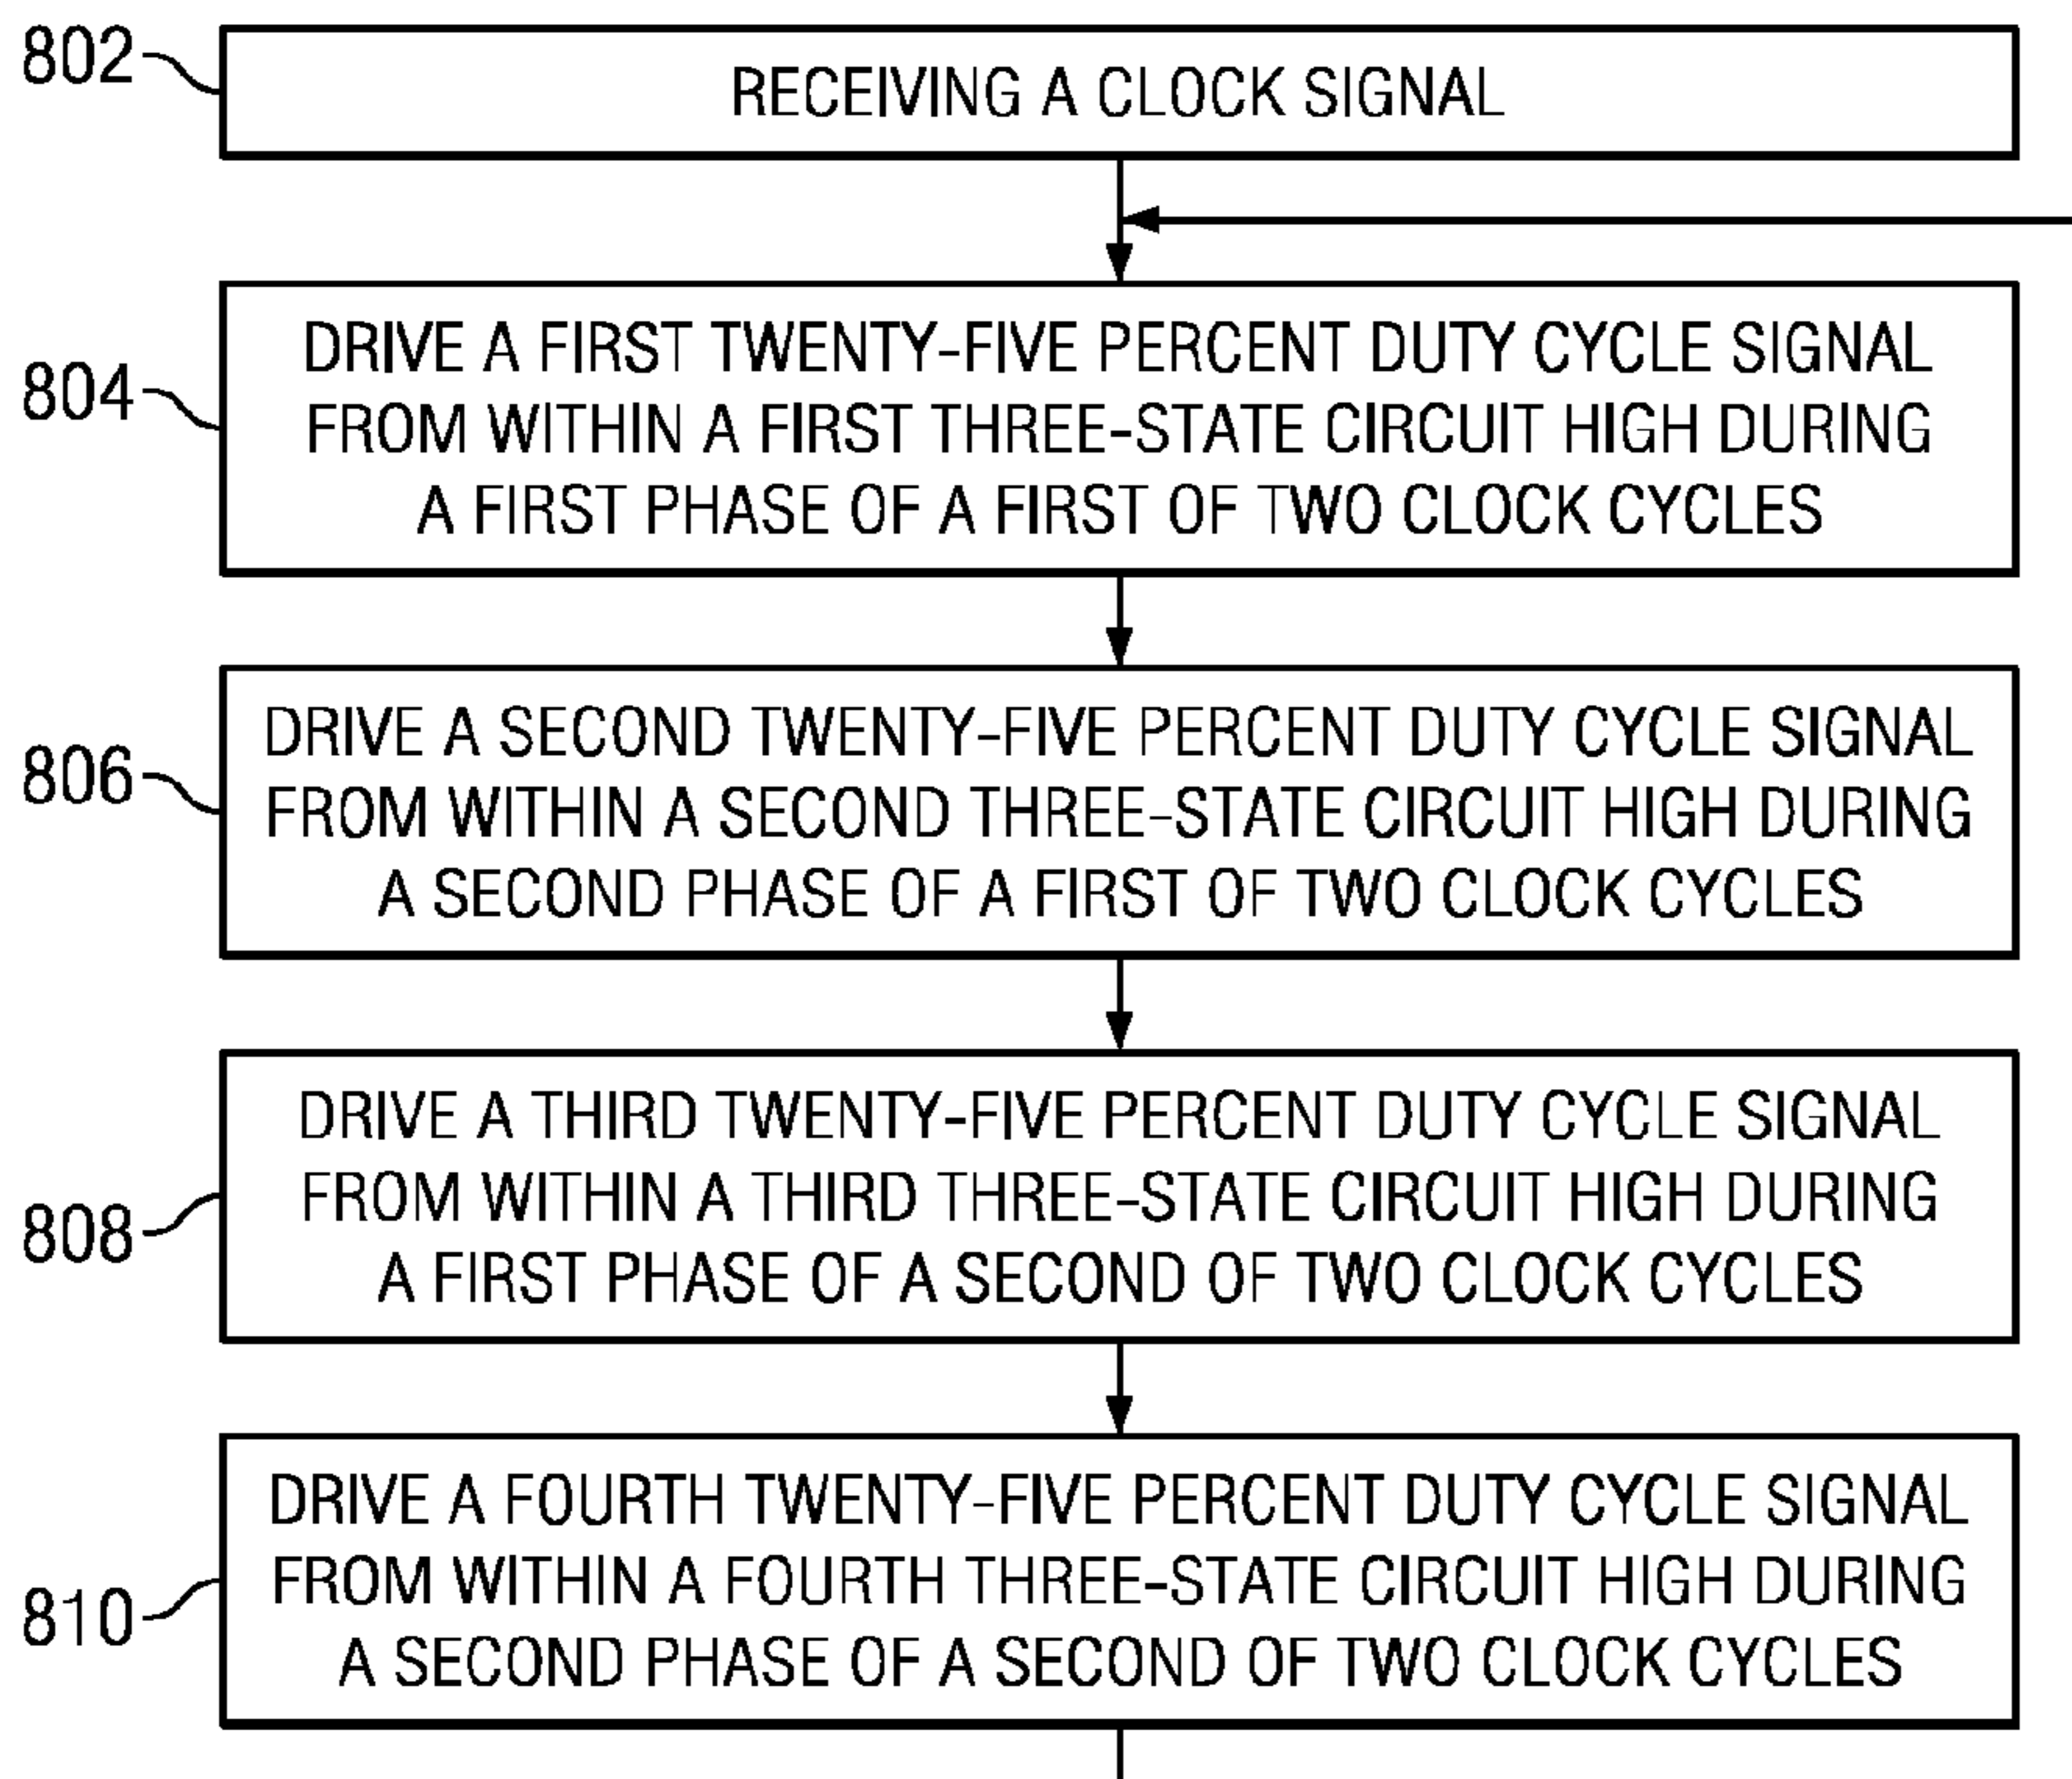 802
RECEIVING A CLOCK SIGNAL
804
DRIVE A FIRST TWENTY-FIVE PERCENT DUTY CYCLE SIGNAL
FROM WITHIN A FIRST THREE-STATE CIRCUIT HIGH DURING
A FIRST PHASE OF A FIRST OF TWO CLOCK CYCLES
806
DRIVE A SECOND TWENTY-FIVE PERCENT DUTY CYCLE SIGNAL
FROM WITHIN A SECOND THREE-STATE CIRCUIT HIGH DURING
A SECOND PHASE OF A FIRST OF TWO CLOCK CYCLES
808
DRIVE A THIRD TWENTY-FIVE PERCENT DUTY CYCLE SIGNAL
FROM WITHIN A THIRD THREE-STATE CIRCUIT HIGH DURING
A FIRST PHASE OF A SECOND OF TWO CLOCK CYCLES
810
DRIVE A FOURTH TWENTY-FIVE PERCENT DUTY CYCLE SIGNAL
FROM WITHIN A FOURTH THREE-STATE CIRCUIT HIGH DURING
A SECOND PHASE OF A SECOND OF TWO CLOCK CYCLES